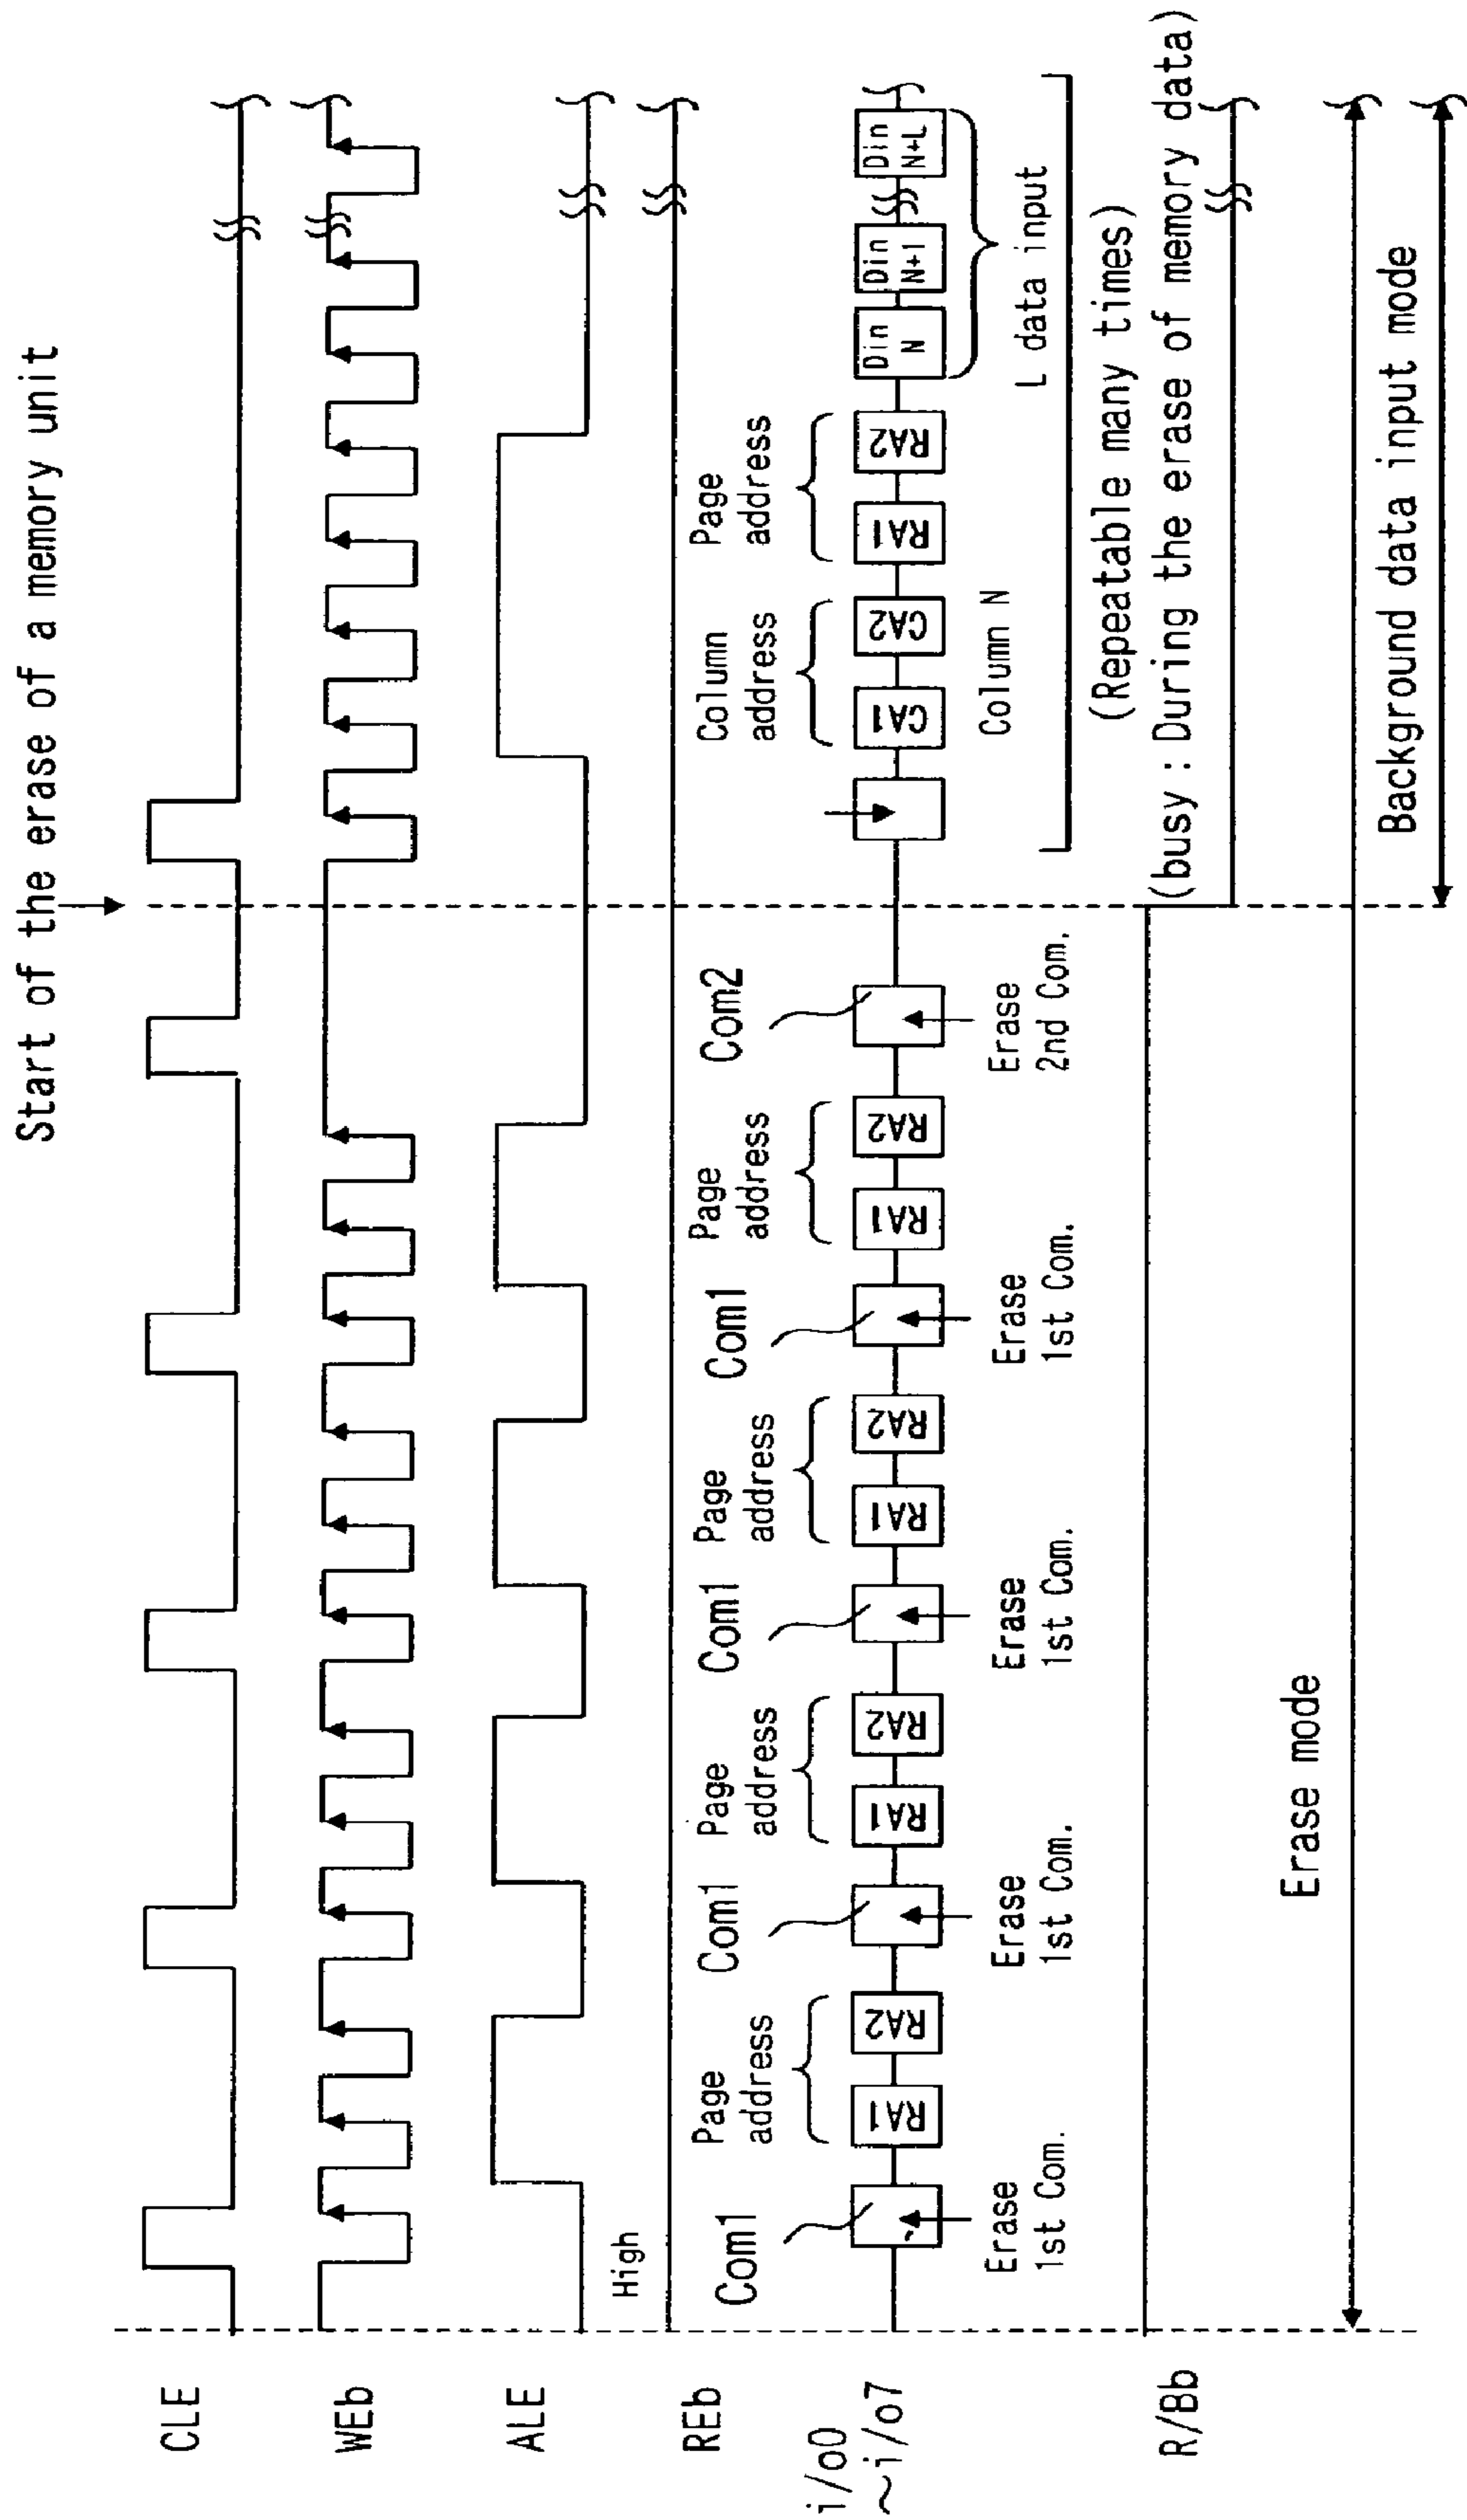 Start of the erase of a memory unit
CLE
WEb
ALE
High
REb
Com1
Page
address
Com1
Page
address
Com1
Page
address
Com1
Page
address
Com2
Column
address
Page
address
i/o0
~i/o7
RA1
RA2
RA1
RA2
RA1
RA2
RA1
RA2
CA1
CA2
RA1
RA2
Din
N
Din
N+1
Din
N+L
Erase
1st Com.
Erase
1st Com.
Erase
1st Com.
Erase
1st Com.
Erase
2nd Com.
Column N
L data input
(Repeatable many times)
R/Bb
(busy : During the erase of memory data)
Erase mode
Background data input mode